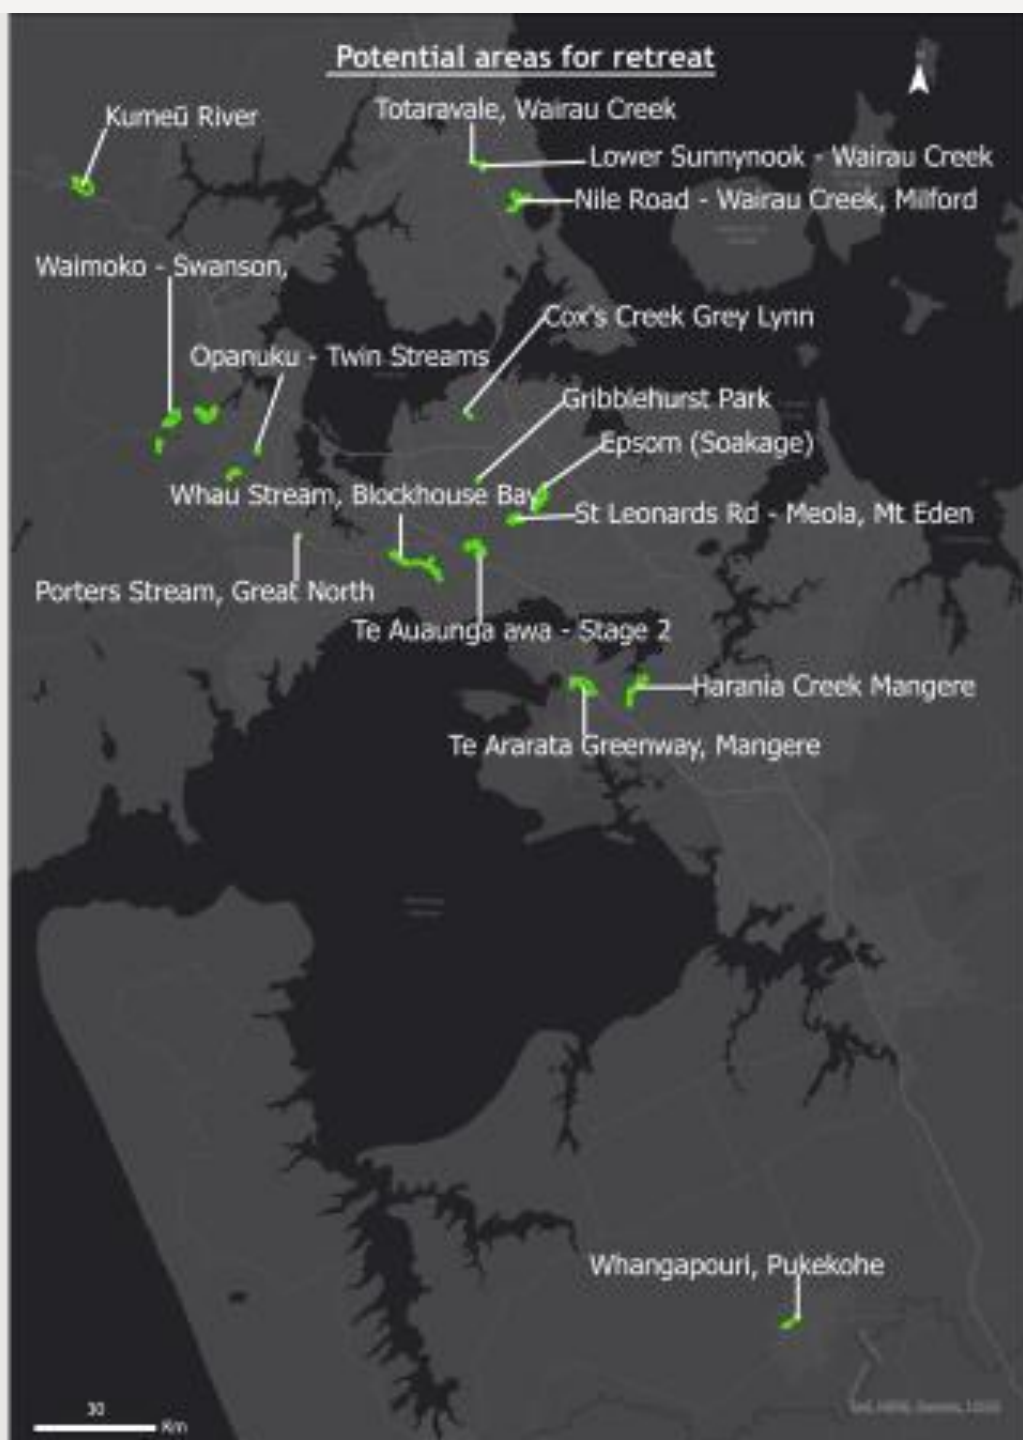 Potential areas for retreat
Kumeū River
Totaravale, Wairau Creek
Lower Sunnynook - Wairau Creek
Nile Road - Wairau Creek, Milford
Waimoko - Swanson,
Cox's Creek Grey Lynn
Opanuku - Twin Streams
Gribblehurst Park
Epsom (Soakage)
Whau Stream, Blockhouse Bay
St Leonards Rd - Meola, Mt Eden
Porters Stream, Great North
Te Auaunga awa - Stage 2
Harania Creek Mangere
Te Ararata Greenway, Mangere
Whangapouri, Pukekohe
Km